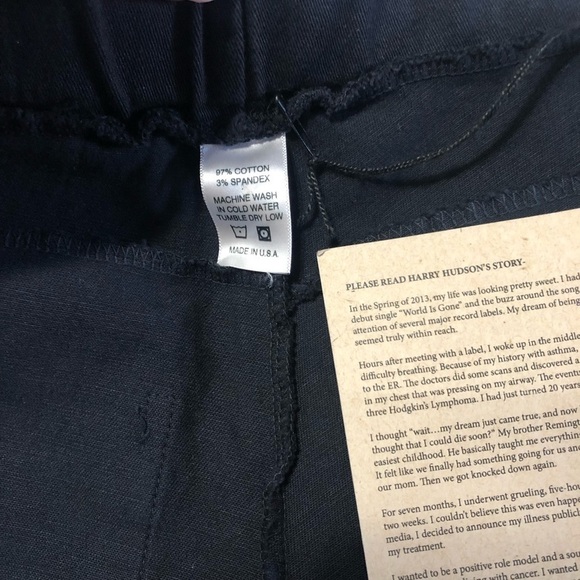 97% COTTON
3% SPANDEX
MACHINE WASH
IN COLD WATER
TUMBLE DRY LOW
MADE IN U.S.A
PLEASE READ HARRY HUDSON'S STORY-
In the Spring of 2013, my life was looking pretty sweet. I had
debut single "World Is Gone" and the buzz around the song
attention of several major record labels. My dream of being
seemed truly within reach.
Hours after meeting with a label, I woke up in the middle
difficulty breathing. Because of my history with asthma,
to the ER. The doctors did some scans and discovered a
in my chest that was pressing on my airway. The eventu
three Hodgkin's Lymphoma. I had just turned 20 years
I thought "wait...my dream just came true, and now
thought that I could die soon?" My brother Remingt
easiest childhood. He basically taught me everythin
It felt like we finally had something going for us and
our mom. Then we got knocked down again.
For seven months, I underwent grueling, five-hou
two weeks. I couldn't believe this was even happe
media, I decided to announce my illness publicl
my treatment.
I wanted to be a positive role model and a sou
living with cancer. I wanted